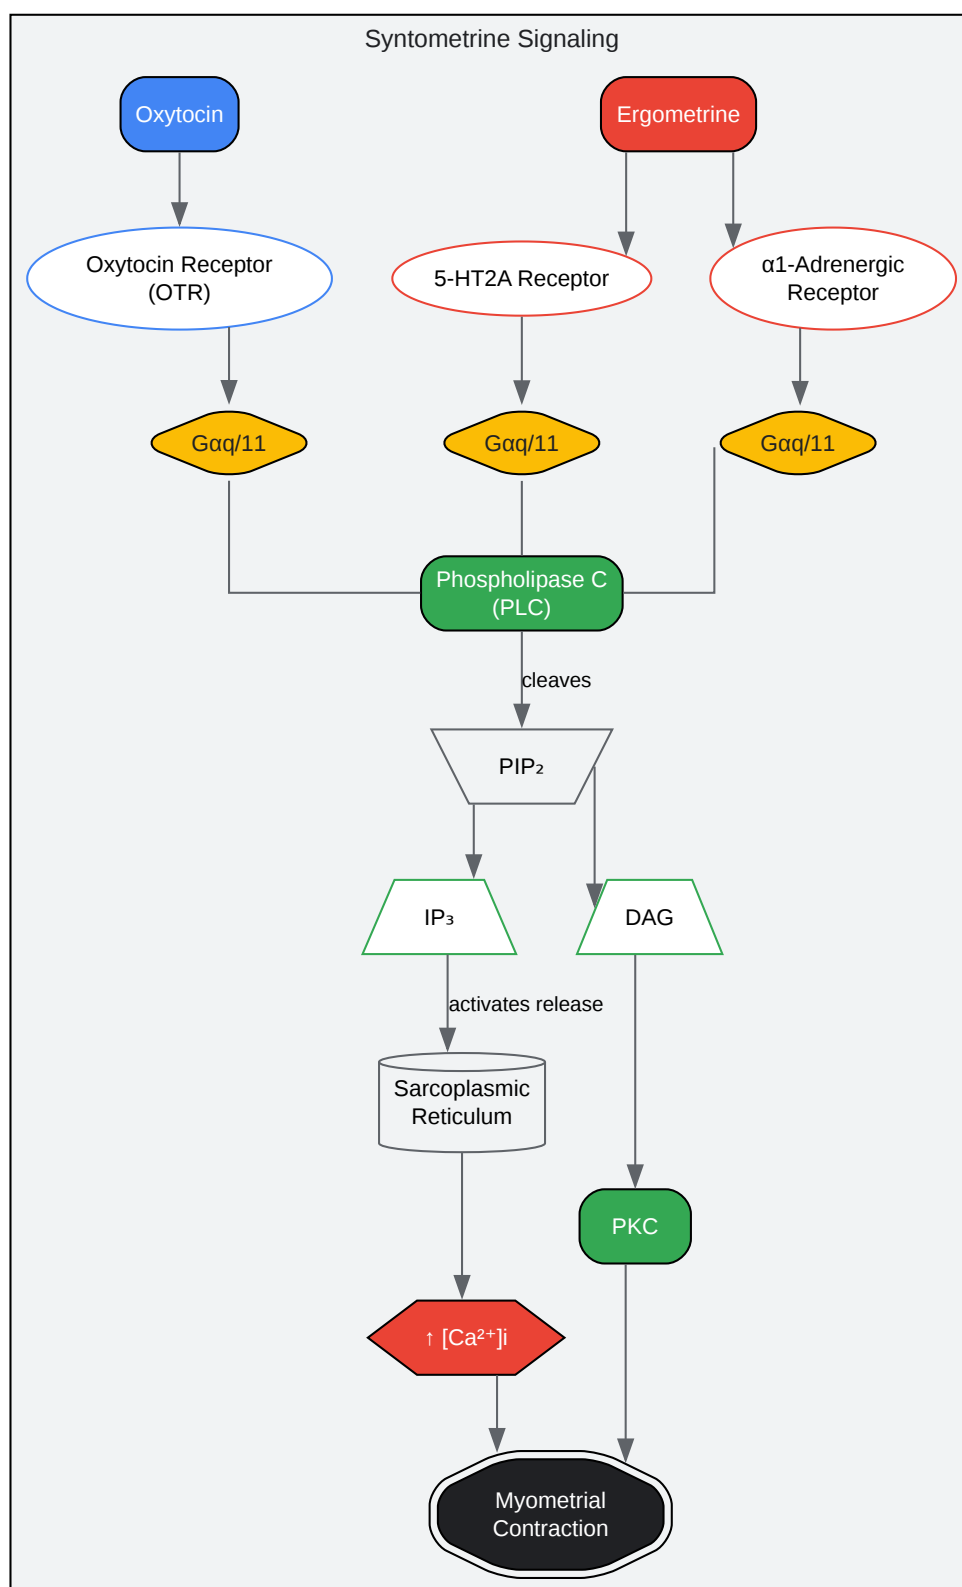 Syntometrine Signaling
Oxytocin
Ergometrine
Oxytocin Receptor
(OTR)
5-HT2A Receptor
α1-Adrenergic
Receptor
Gαq/11
Gαq/11
Gαq/11
Phospholipase C
(PLC)
cleaves
PIP₂
IP₃
DAG
activates release
Sarcoplasmic
Reticulum
PKC
↑ [Ca²⁺]i
Myometrial
Contraction